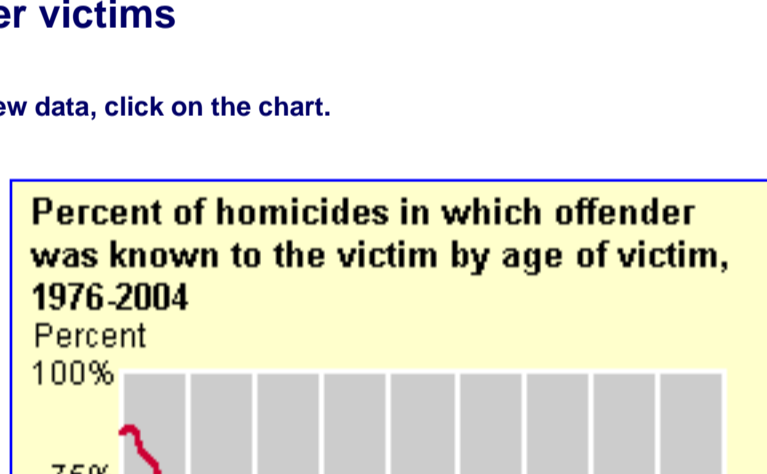 er victims
ew data, click on the chart.
Percent of homicides in which offender
was known to the victim by age of victim,
1976-2004
Percent
100%
75%